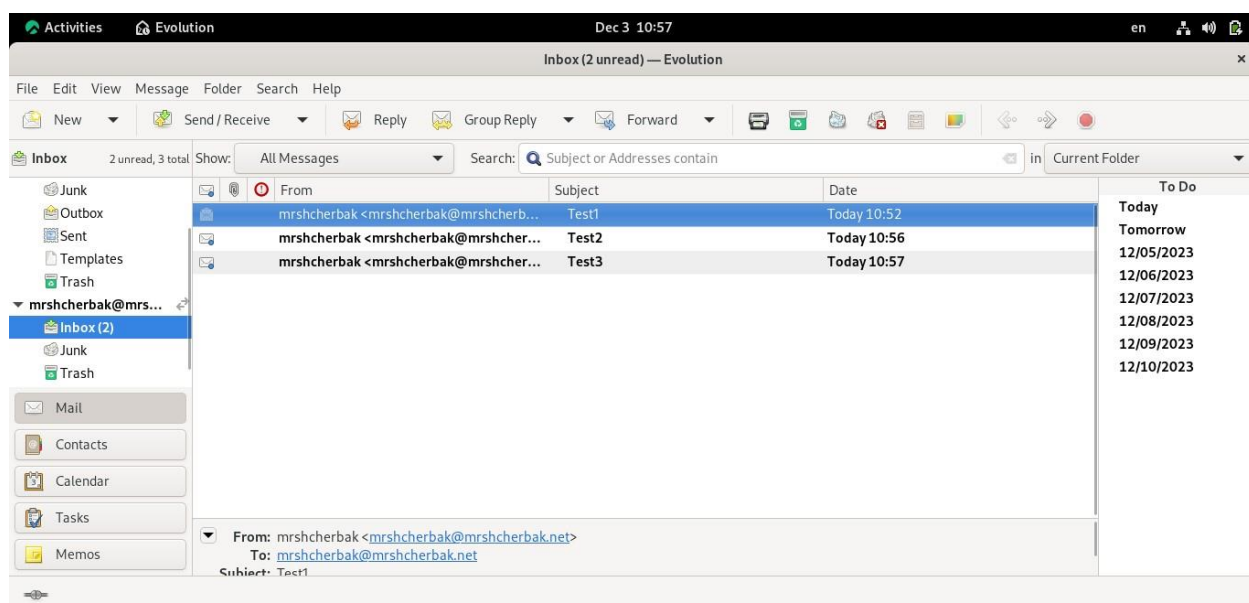 Activities Evolution Dec 3 10:57 en
Inbox (2 unread) — Evolution
File Edit View Message Folder Search Help
New Send / Receive Reply Group Reply Forward
Inbox 2 unread, 3 total Show: All Messages Search: Subject or Addresses contain in Current Folder
Junk
Outbox
Sent
Templates
Trash
mrshcherbak@mrs...
Inbox (2)
Junk
Trash
Mail
Contacts
Calendar
Tasks
Memos
From Subject Date
mrshcherbak <mrshcherbak@mrshcherb... Test1 Today 10:52
mrshcherbak <mrshcherbak@mrshcher... Test2 Today 10:56
mrshcherbak <mrshcherbak@mrshcher... Test3 Today 10:57
From: mrshcherbak <mrshcherbak@mrshcherbak.net>
To: mrshcherbak@mrshcherbak.net
Subject: Test1
To Do
Today
Tomorrow
12/05/2023
12/06/2023
12/07/2023
12/08/2023
12/09/2023
12/10/2023